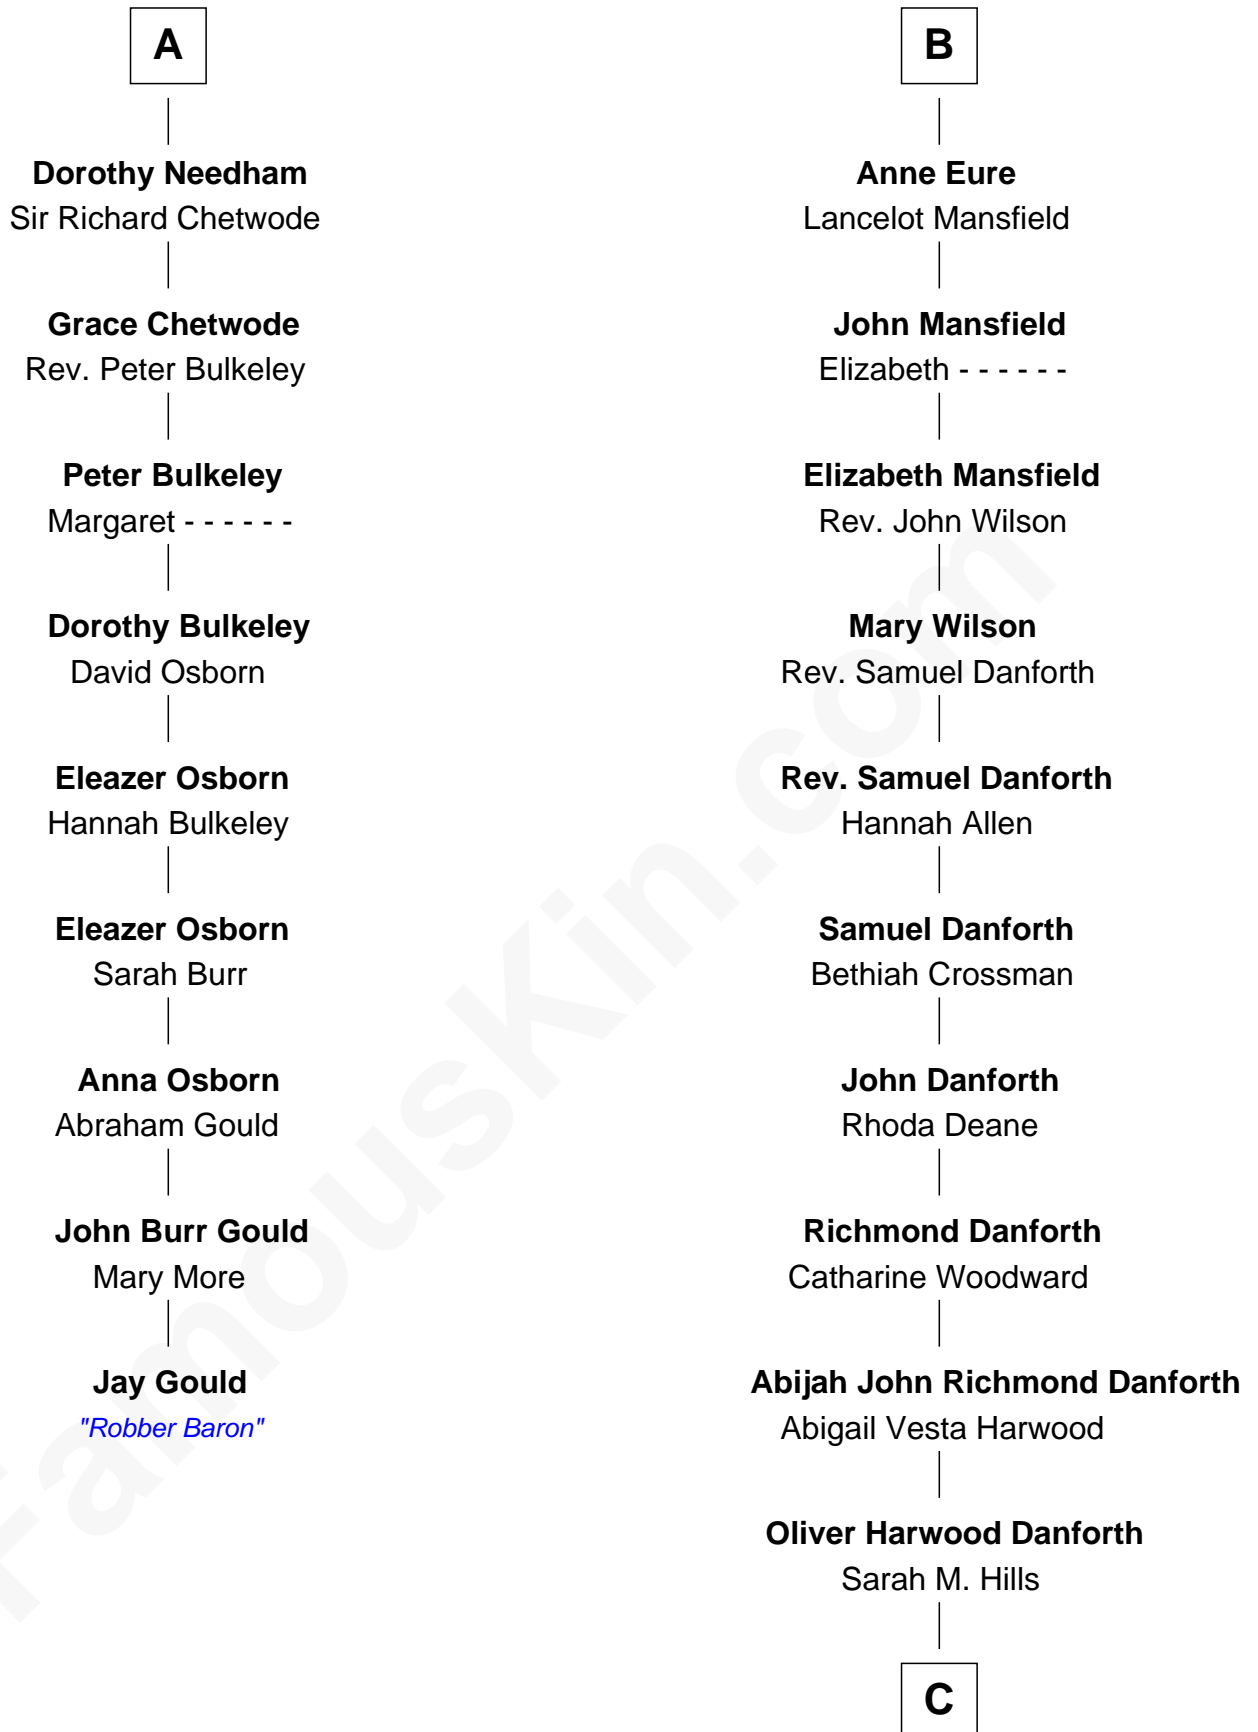 A
Dorothy Needham
Sir Richard Chetwode
Grace Chetwode
Rev. Peter Bulkeley
Peter Bulkeley
Margaret - - - - - -
Dorothy Bulkeley
David Osborn
Eleazer Osborn
Hannah Bulkeley
Eleazer Osborn
Sarah Burr
Anna Osborn
Abraham Gould
John Burr Gould
Mary More
Jay Gould
"Robber Baron"
B
Anne Eure
Lancelot Mansfield
John Mansfield
Elizabeth - - - - - -
Elizabeth Mansfield
Rev. John Wilson
Mary Wilson
Rev. Samuel Danforth
Rev. Samuel Danforth
Hannah Allen
Samuel Danforth
Bethiah Crossman
John Danforth
Rhoda Deane
Richmond Danforth
Catharine Woodward
Abijah John Richmond Danforth
Abigail Vesta Harwood
Oliver Harwood Danforth
Sarah M. Hills
C
FamousKin.com